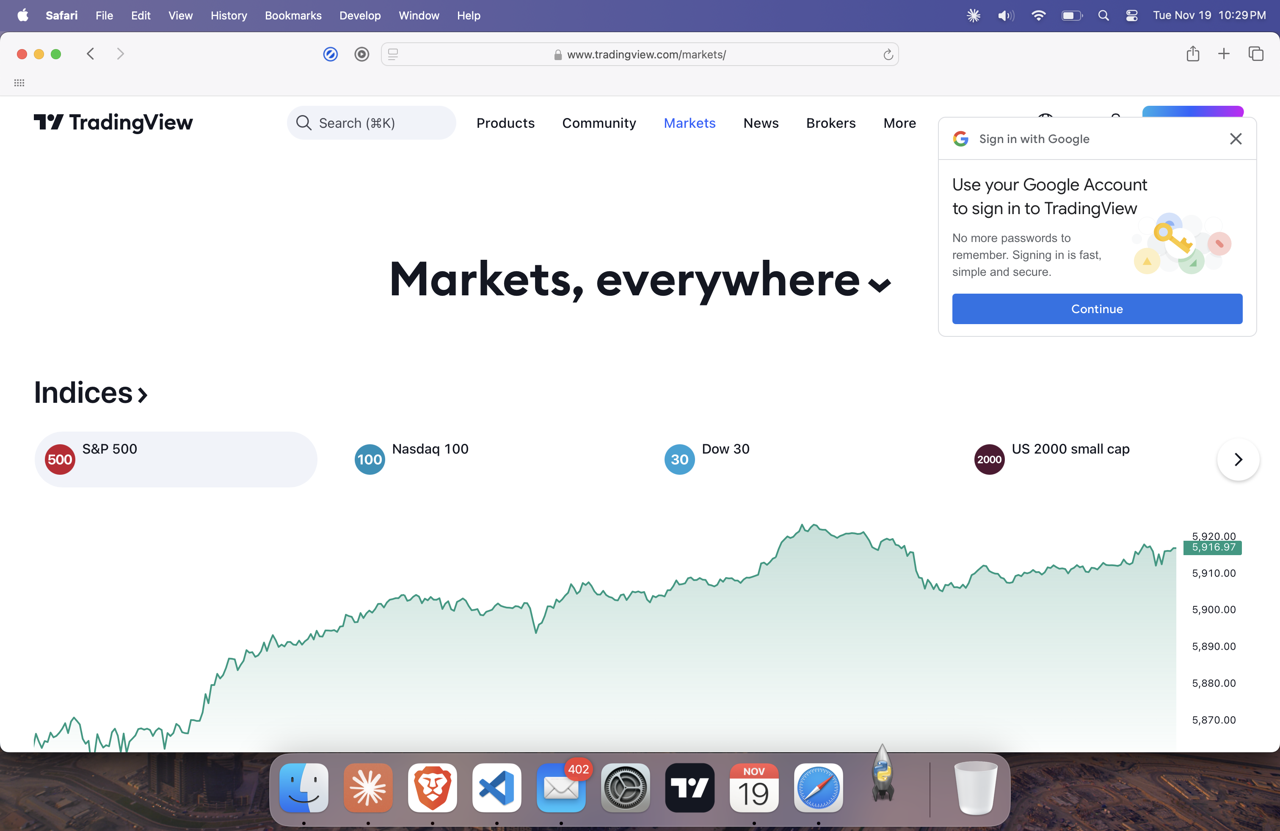 Safari File Edit View History Bookmarks Develop Window Help Tue Nov 19 10:29 PM
www.tradingview.com/markets/
TradingView
Search (⌘K)
Products Community Markets News Brokers More
Sign in with Google
Use your Google Account
to sign in to TradingView
No more passwords to
remember. Signing in is fast,
simple and secure.
Continue
Markets, everywhere
Indices
500 S&P 500
100 Nasdaq 100
30 Dow 30
2000 US 2000 small cap
5,920.00
5,916.97
5,910.00
5,900.00
5,890.00
5,880.00
5,870.00
402
NOV
19